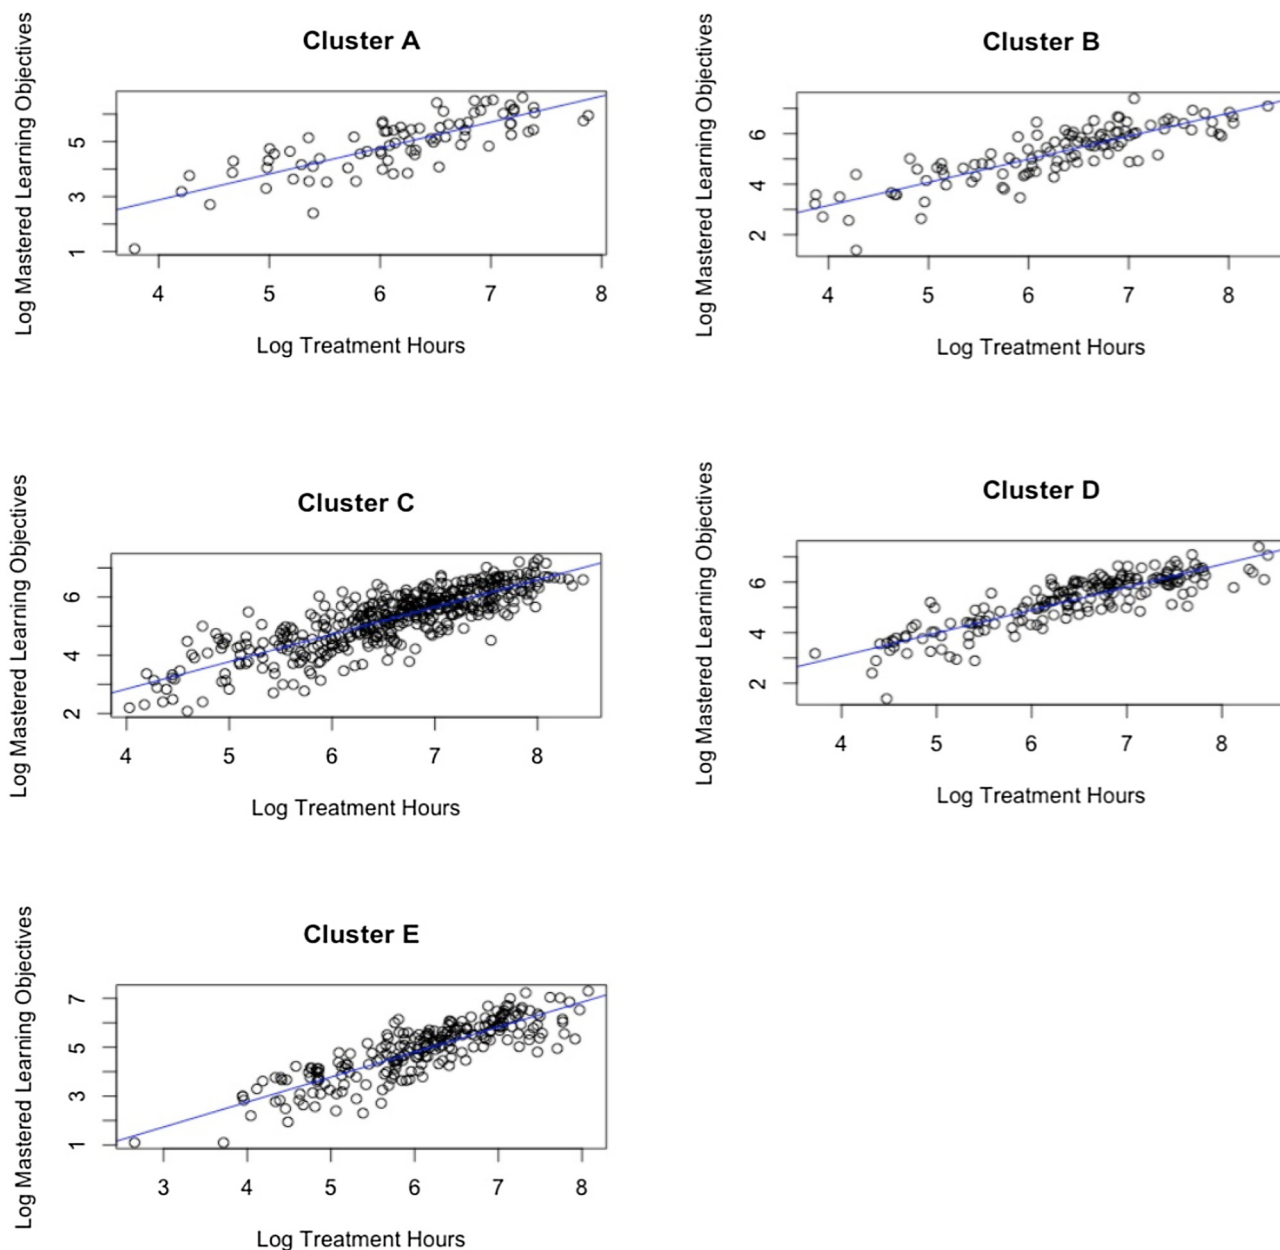 Cluster A
Log Mastered Learning Objectives
5
3
1
4 5 6 7 8
Log Treatment Hours
Cluster B
Log Mastered Learning Objectives
6
4
2
4 5 6 7 8
Log Treatment Hours
Cluster C
Log Mastered Learning Objectives
6
4
2
4 5 6 7 8
Log Treatment Hours
Cluster D
Log Mastered Learning Objectives
6
4
2
4 5 6 7 8
Log Treatment Hours
Cluster E
Log Mastered Learning Objectives
7
5
3
1
3 4 5 6 7 8
Log Treatment Hours